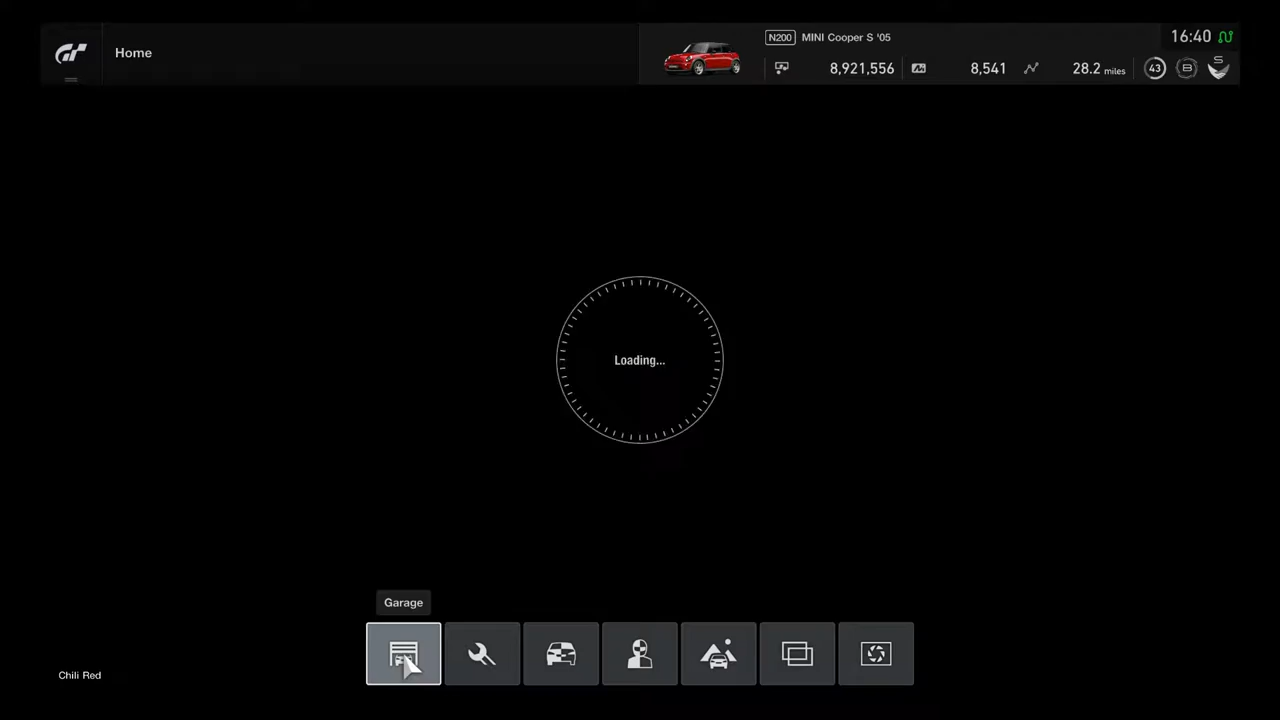 Home
N200 MINI Cooper S '05
16:40
8,921,556
8,541
28.2 miles
43
B
S
Loading...
Garage
Chili Red